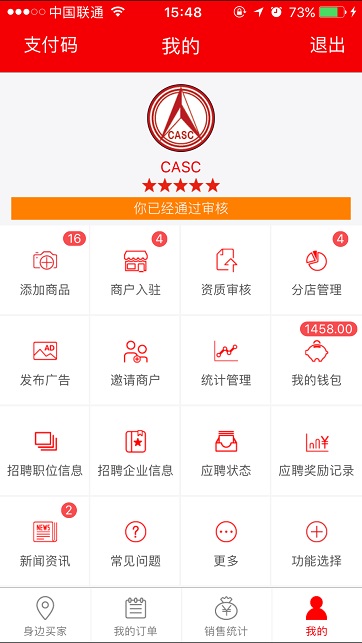 中国联通 15:48 73%
支付码 我的 退出
CASC
CASC
你已经通过审核
16 4 4
添加商品 商户入驻 资质审核 分店管理
AD 1458.00
发布广告 邀请商户 统计管理 我的钱包
招聘职位信息 招聘企业信息 应聘状态 应聘奖励记录
NEWS 2
新闻资讯 常见问题 更多 功能选择
身边买家 我的订单 销售统计 我的